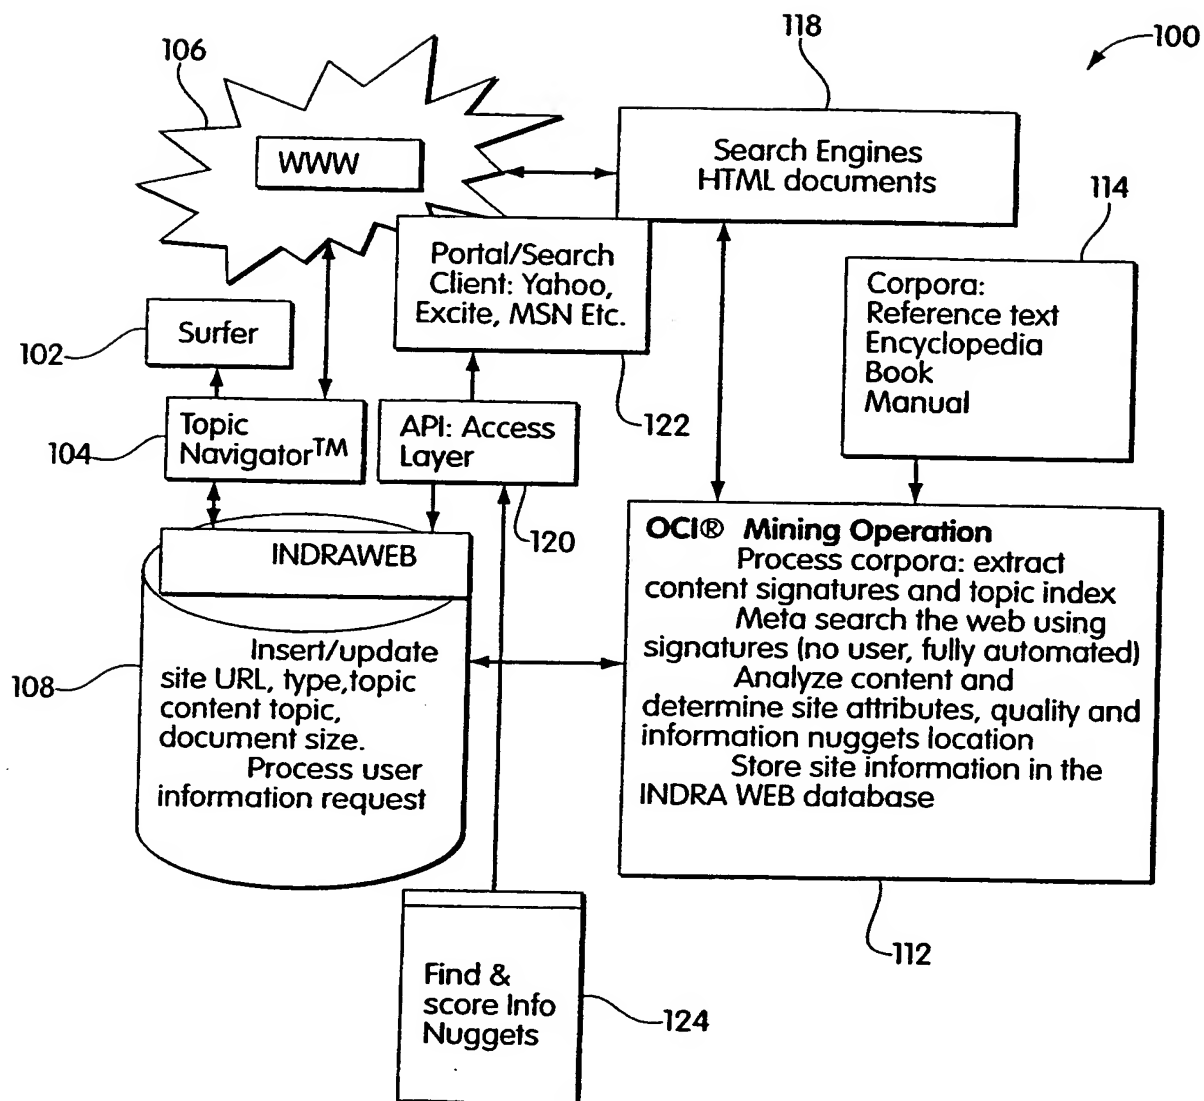 106
118
100
WWW
Search Engines
HTML documents
114
Portal/Search
Client: Yahoo,
Excite, MSN Etc.
Corpora:
Reference text
Encyclopedia
Book
Manual
102
Surfer
122
104
Topic
Navigator™
API: Access
Layer
120
INDRAWEB
OCI® Mining Operation
Process corpora: extract
content signatures and topic index
Meta search the web using
signatures (no user, fully automated)
Analyze content and
determine site attributes, quality and
information nuggets location
Store site information in the
INDRA WEB database
108
Insert/update
site URL, type,topic
content topic,
document size.
Process user
information request
112
Find &
score Info
Nuggets
124